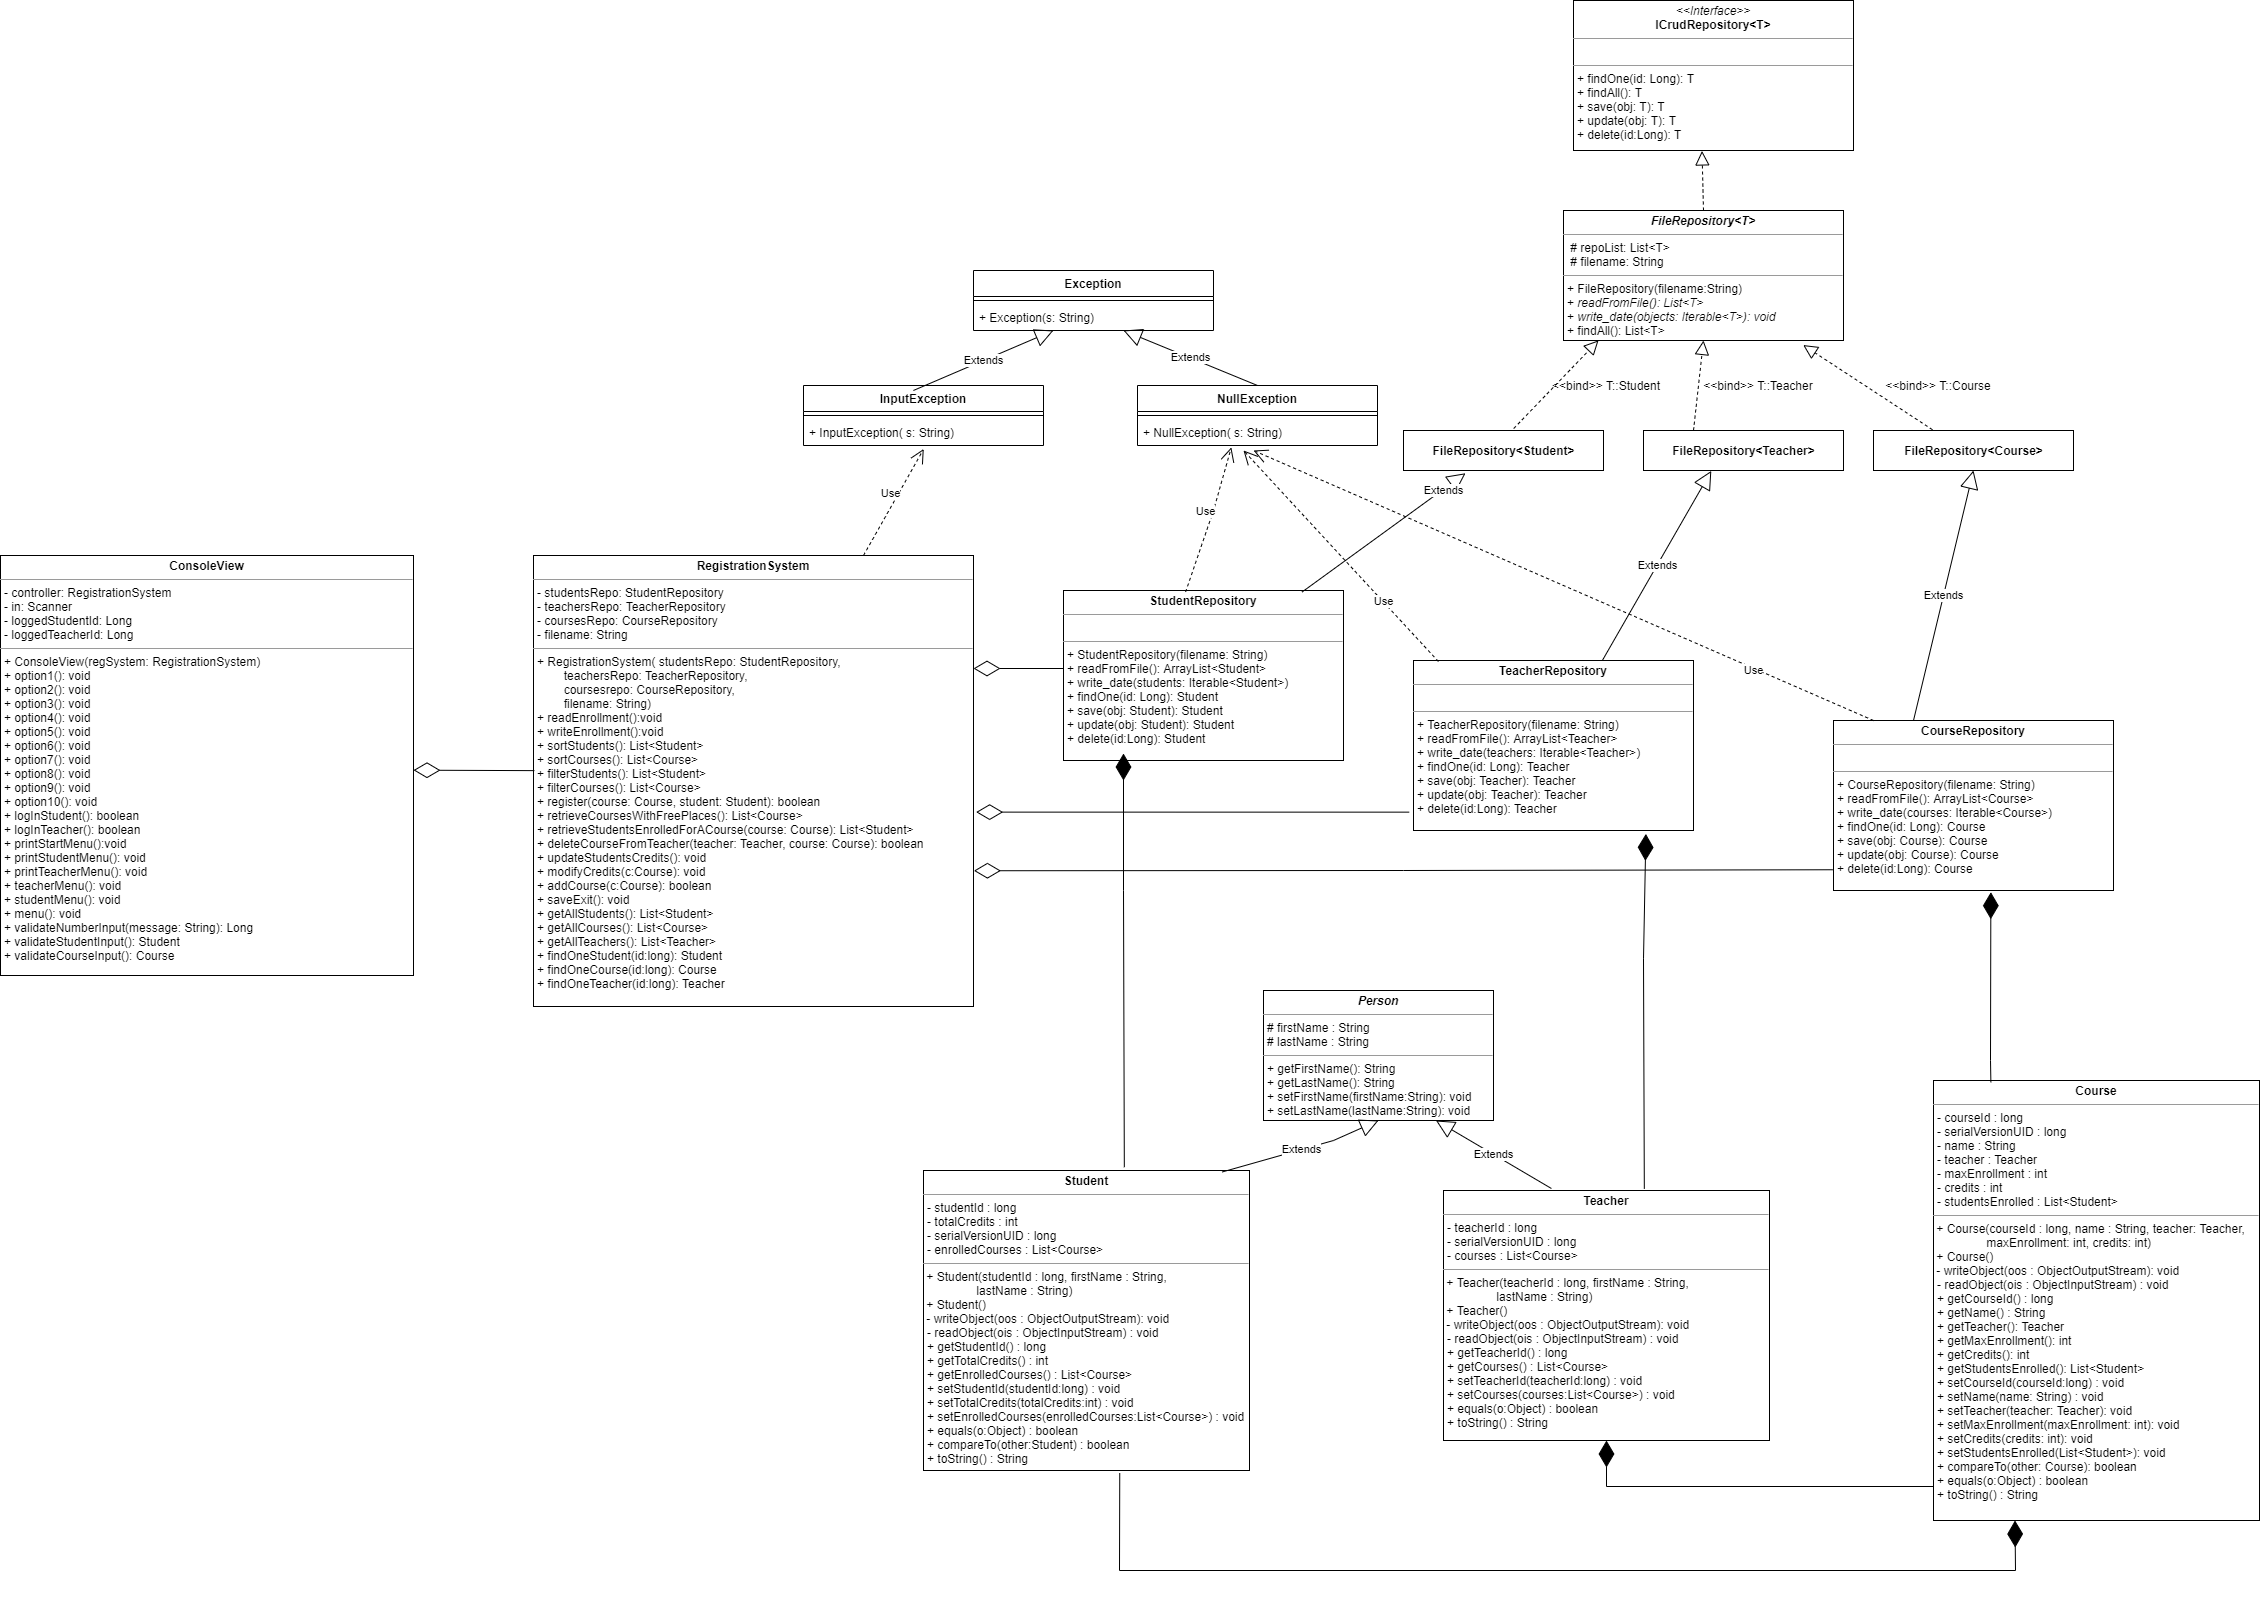 <<Interface>>
ICrudRepository<T>
+ findOne(id: Long): T
+ findAll(): T
+ save(obj: T): T
+ update(obj: T): T
+ delete(id:Long): T
FileRepository<T>
# repoList: List<T>
# filename: String
+ FileRepository(filename:String)
+ readFromFile(): List<T>
+ write_date(objects: Iterable<T>): void
+ findAll(): List<T>
Exception
+ Exception(s: String)
Extends
Extends
<<bind>> T::Student
<<bind>> T::Teacher
<<bind>> T::Course
InputException
+ InputException( s: String)
NullException
+ NullException( s: String)
FileRepository<Student>
FileRepository<Teacher>
FileRepository<Course>
Use
Use
Extends
Extends
Extends
Use
Use
ConsoleView
- controller: RegistrationSystem
- in: Scanner
- loggedStudentId: Long
- loggedTeacherId: Long
+ ConsoleView(regSystem: RegistrationSystem)
+ option1(): void
+ option2(): void
+ option3(): void
+ option4(): void
+ option5(): void
+ option6(): void
+ option7(): void
+ option8(): void
+ option9(): void
+ option10(): void
+ logInStudent(): boolean
+ logInTeacher(): boolean
+ printStartMenu():void
+ printStudentMenu(): void
+ printTeacherMenu(): void
+ teacherMenu(): void
+ studentMenu(): void
+ menu(): void
+ validateNumberInput(message: String): Long
+ validateStudentInput(): Student
+ validateCourseInput(): Course
RegistrationSystem
- studentsRepo: StudentRepository
- teachersRepo: TeacherRepository
- coursesRepo: CourseRepository
- filename: String
+ RegistrationSystem( studentsRepo: StudentRepository,
teachersRepo: TeacherRepository,
coursesrepo: CourseRepository,
filename: String)
+ readEnrollment():void
+ writeEnrollment():void
+ sortStudents(): List<Student>
+ sortCourses(): List<Course>
+ filterStudents(): List<Student>
+ filterCourses(): List<Course>
+ register(course: Course, student: Student): boolean
+ retrieveCoursesWithFreePlaces(): List<Course>
+ retrieveStudentsEnrolledForACourse(course: Course): List<Student>
+ deleteCourseFromTeacher(teacher: Teacher, course: Course): boolean
+ updateStudentsCredits(): void
+ modifyCredits(c:Course): void
+ addCourse(c:Course): boolean
+ saveExit(): void
+ getAllStudents(): List<Student>
+ getAllCourses(): List<Course>
+ getAllTeachers(): List<Teacher>
+ findOneStudent(id:long): Student
+ findOneCourse(id:long): Course
+ findOneTeacher(id:long): Teacher
StudentRepository
+ StudentRepository(filename: String)
+ readFromFile(): ArrayList<Student>
+ write_date(students: Iterable<Student>)
+ findOne(id: Long): Student
+ save(obj: Student): Student
+ update(obj: Student): Student
+ delete(id:Long): Student
TeacherRepository
+ TeacherRepository(filename: String)
+ readFromFile(): ArrayList<Teacher>
+ write_date(teachers: Iterable<Teacher>)
+ findOne(id: Long): Teacher
+ save(obj: Teacher): Teacher
+ update(obj: Teacher): Teacher
+ delete(id:Long): Teacher
CourseRepository
+ CourseRepository(filename: String)
+ readFromFile(): ArrayList<Course>
+ write_date(courses: Iterable<Course>)
+ findOne(id: Long): Course
+ save(obj: Course): Course
+ update(obj: Course): Course
+ delete(id:Long): Course
Person
# firstName : String
# lastName : String
+ getFirstName(): String
+ getLastName(): String
+ setFirstName(firstName:String): void
+ setLastName(lastName:String): void
Extends
Extends
Student
- studentId : long
- totalCredits : int
- serialVersionUID : long
- enrolledCourses : List<Course>
+ Student(studentId : long, firstName : String,
lastName : String)
+ Student()
- writeObject(oos : ObjectOutputStream): void
- readObject(ois : ObjectInputStream) : void
+ getStudentId() : long
+ getTotalCredits() : int
+ getEnrolledCourses() : List<Course>
+ setStudentId(studentId:long) : void
+ setTotalCredits(totalCredits:int) : void
+ setEnrolledCourses(enrolledCourses:List<Course>) : void
+ equals(o:Object) : boolean
+ compareTo(other:Student) : boolean
+ toString() : String
Teacher
- teacherId : long
- serialVersionUID : long
- courses : List<Course>
+ Teacher(teacherId : long, firstName : String,
lastName : String)
+ Teacher()
- writeObject(oos : ObjectOutputStream): void
- readObject(ois : ObjectInputStream) : void
+ getTeacherId() : long
+ getCourses() : List<Course>
+ setTeacherId(teacherId:long) : void
+ setCourses(courses:List<Course>) : void
+ equals(o:Object) : boolean
+ toString() : String
Course
- courseId : long
- serialVersionUID : long
- name : String
- teacher : Teacher
- maxEnrollment : int
- credits : int
- studentsEnrolled : List<Student>
+ Course(courseId : long, name : String, teacher: Teacher,
maxEnrollment: int, credits: int)
+ Course()
- writeObject(oos : ObjectOutputStream): void
- readObject(ois : ObjectInputStream) : void
+ getCourseId() : long
+ getName() : String
+ getTeacher(): Teacher
+ getMaxEnrollment(): int
+ getCredits(): int
+ getStudentsEnrolled(): List<Student>
+ setCourseId(courseId:long) : void
+ setName(name: String) : void
+ setTeacher(teacher: Teacher): void
+ setMaxEnrollment(maxEnrollment: int): void
+ setCredits(credits: int): void
+ setStudentsEnrolled(List<Student>): void
+ compareTo(other: Course): boolean
+ equals(o:Object) : boolean
+ toString() : String